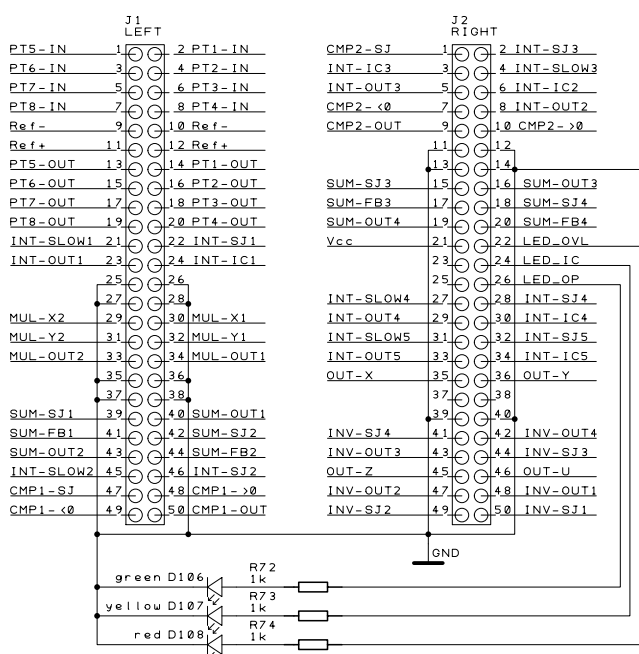 J1 J2
LEFT RIGHT
PT5-IN 1 2 PT1-IN CMP2-SJ 1 2 INT-SJ3
PT6-IN 3 4 PT2-IN INT-IC3 3 4 INT-SLOW3
PT7-IN 5 6 PT3-IN INT-OUT3 5 6 INT-IC2
PT8-IN 7 8 PT4-IN CMP2-<0 7 8 INT-OUT2
Ref- 9 10 Ref- CMP2-OUT 9 10 CMP2->0
Ref+ 11 12 Ref+ 11 12
PT5-OUT 13 14 PT1-OUT 13 14
PT6-OUT 15 16 PT2-OUT SUM-SJ3 15 16 SUM-OUT3
PT7-OUT 17 18 PT3-OUT SUM-FB3 17 18 SUM-SJ4
PT8-OUT 19 20 PT4-OUT SUM-OUT4 19 20 SUM-FB4
INT-SLOW1 21 22 INT-SJ1 Vcc 21 22 LED_OVL
INT-OUT1 23 24 INT-IC1 23 24 LED_IC
25 26 25 26 LED_OP
27 28 INT-SLOW4 27 28 INT-SJ4
MUL-X2 29 30 MUL-X1 INT-OUT4 29 30 INT-IC4
MUL-Y2 31 32 MUL-Y1 INT-SLOW5 31 32 INT-SJ5
MUL-OUT2 33 34 MUL-OUT1 INT-OUT5 33 34 INT-IC5
35 36 OUT-X 35 36 OUT-Y
37 38 37 38
SUM-SJ1 39 40 SUM-OUT1 39 40
SUM-FB1 41 42 SUM-SJ2 INV-SJ4 41 42 INV-OUT4
SUM-OUT2 43 44 SUM-FB2 INV-OUT3 43 44 INV-SJ3
INT-SLOW2 45 46 INT-SJ2 OUT-Z 45 46 OUT-U
CMP1-SJ 47 48 CMP1->0 INV-OUT2 47 48 INV-OUT1
CMP1-<0 49 50 CMP1-OUT INV-SJ2 49 50 INV-SJ1
GND
green D106 R72
1k
yellow D107 R73
1k
red D108 R74
1k